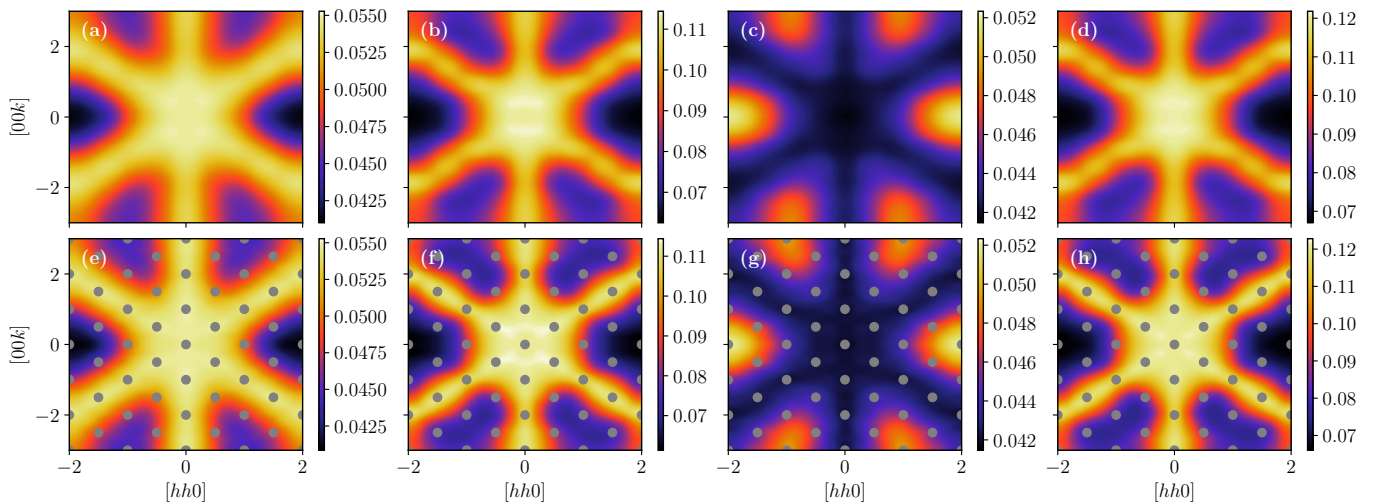 (a) (b) (c) (d)
2 0.0550 0.11 0.052 0.12
0.0525 0.050 0.11
0.10
[00k] 0 0.0500 0.048 0.10
0.0475 0.09 0.046 0.09
0.0450 0.08 0.044 0.08
−2 0.0425 0.07 0.042 0.07
(e) (f) (g) (h)
2 0.0550 0.11 0.052 0.12
0.0525 0.050 0.11
0.10
[00k] 0 0.0500 0.048 0.10
0.0475 0.09 0.046 0.09
0.0450 0.08 0.044 0.08
−2 0.0425 0.07 0.042 0.07
−2 0 2 −2 0 2 −2 0 2 −2 0 2
[hh0] [hh0] [hh0] [hh0]